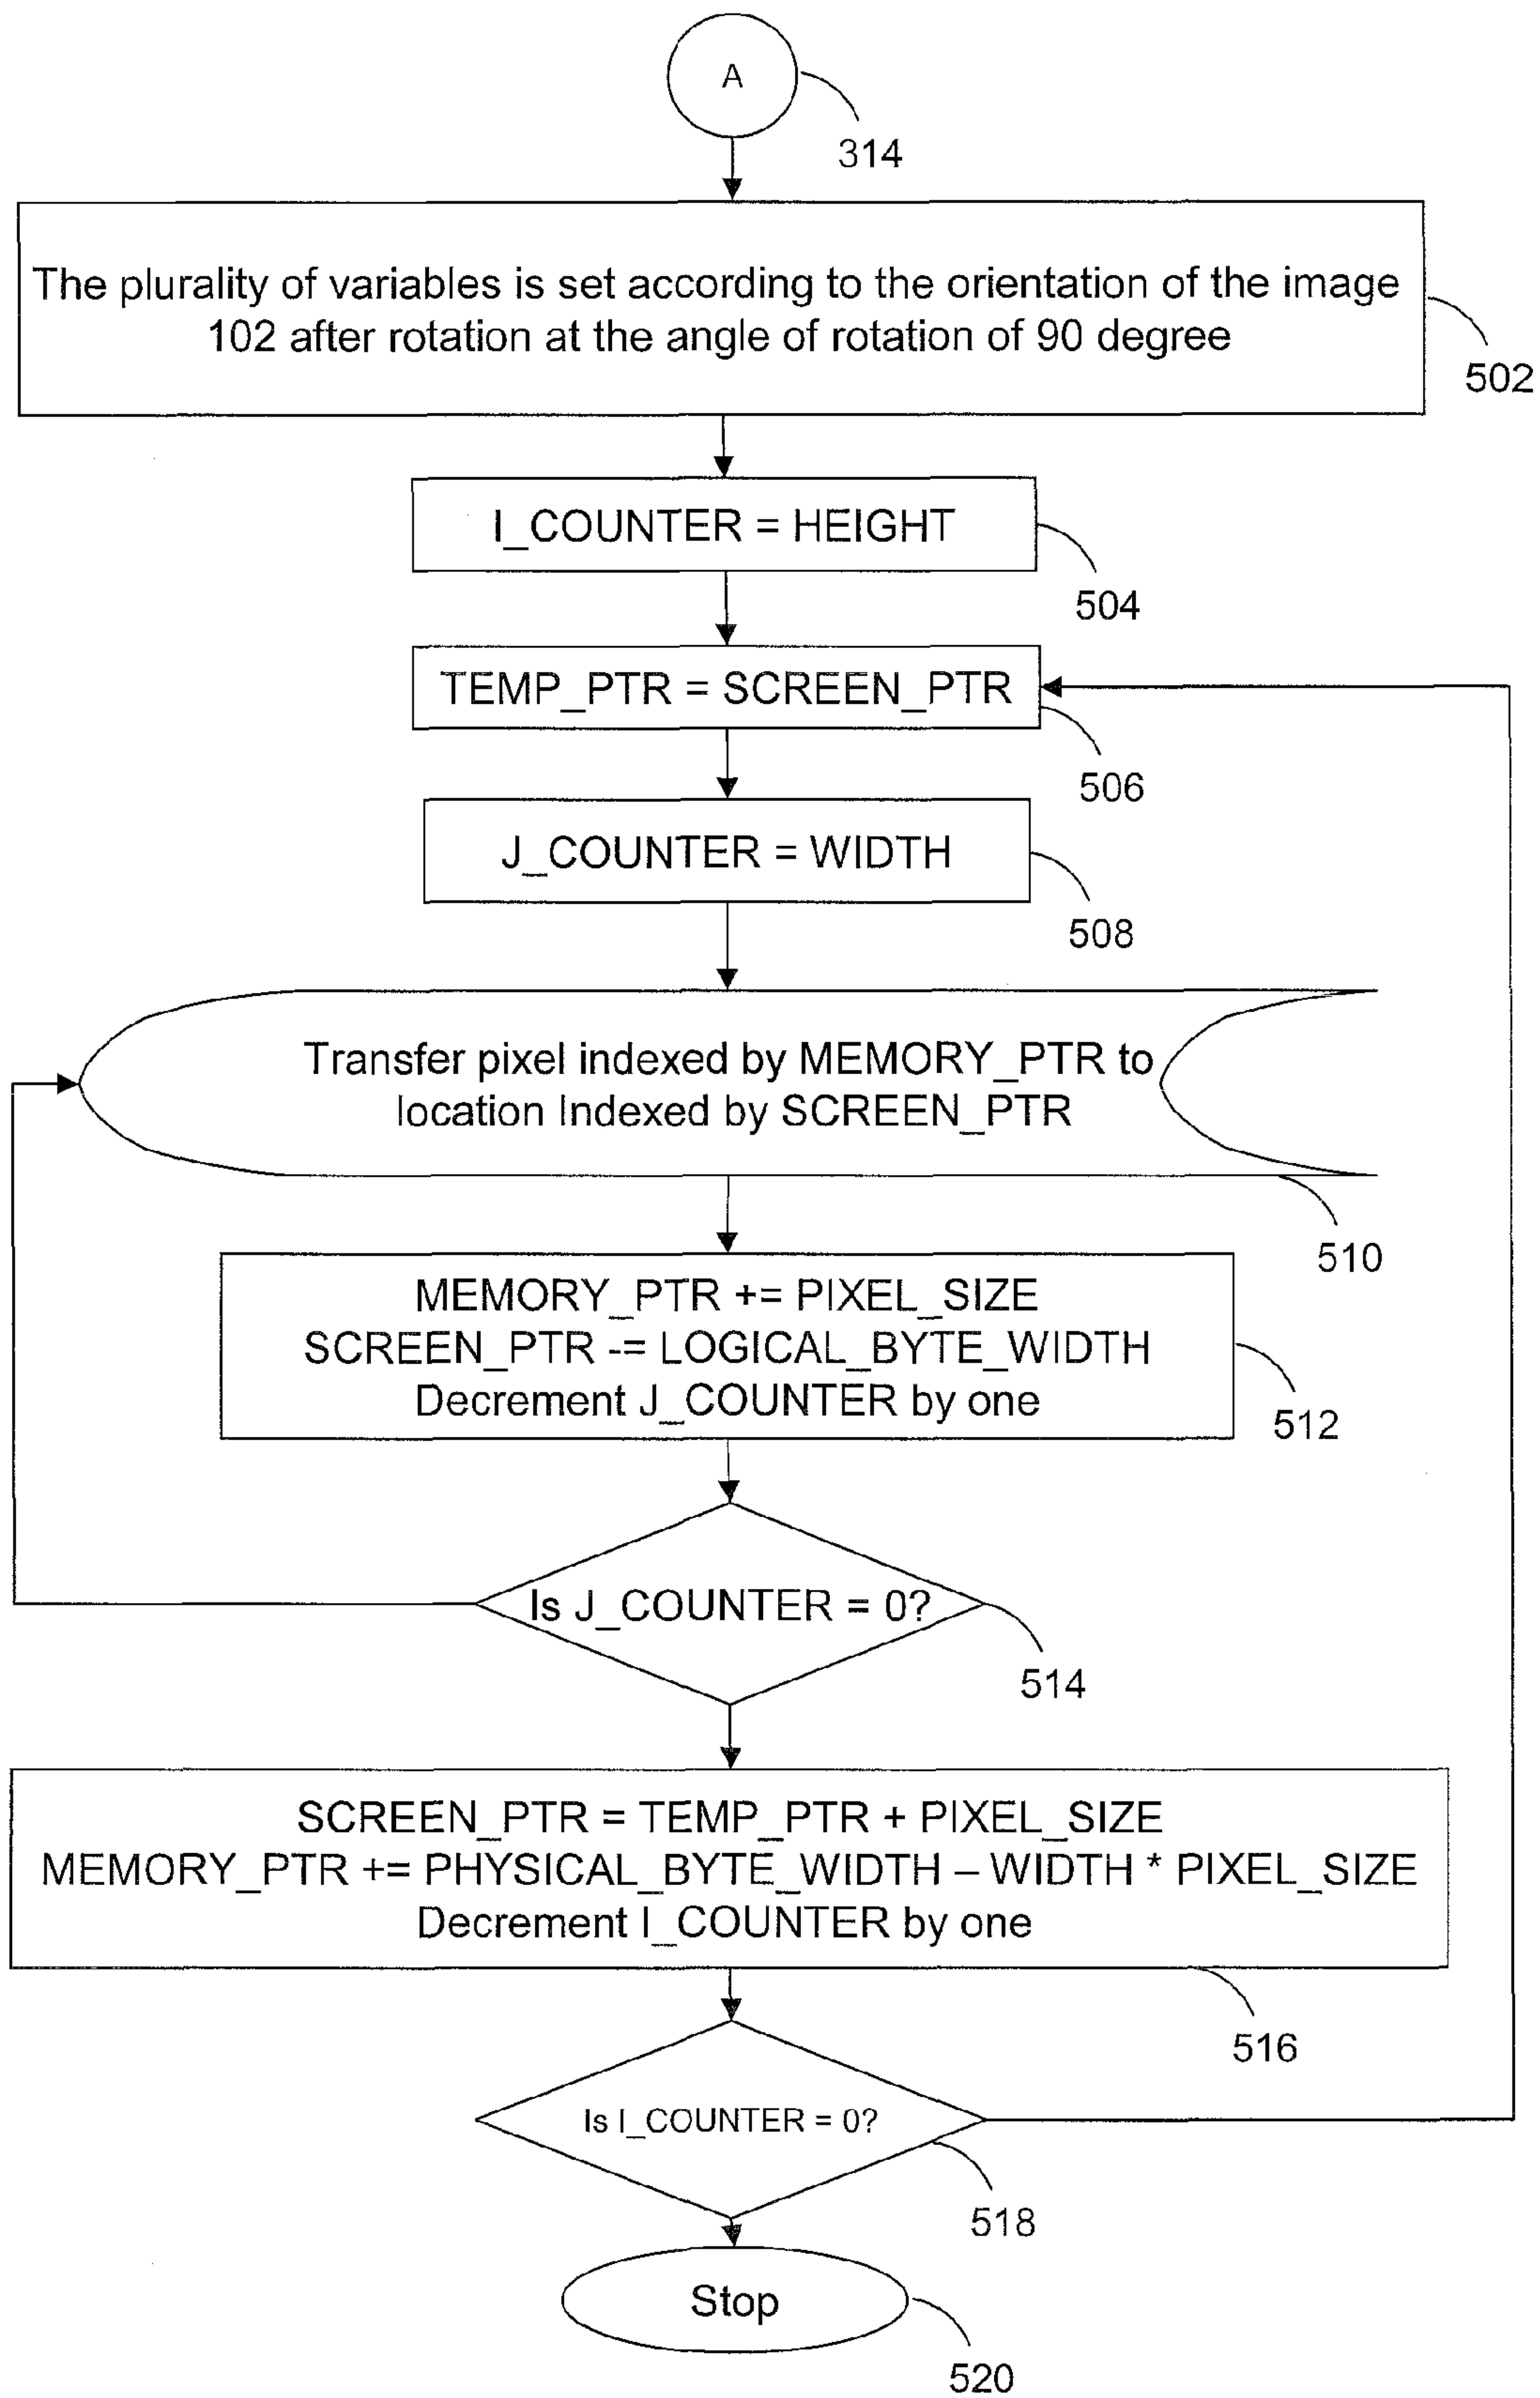 A
314
The plurality of variables is set according to the orientation of the image
102 after rotation at the angle of rotation of 90 degree
502
I_COUNTER = HEIGHT
504
TEMP_PTR = SCREEN_PTR
506
J_COUNTER = WIDTH
508
Transfer pixel indexed by MEMORY_PTR to
location Indexed by SCREEN_PTR
510
MEMORY_PTR += PIXEL_SIZE
SCREEN_PTR -= LOGICAL_BYTE_WIDTH
Decrement J_COUNTER by one
512
Is J_COUNTER = 0?
514
SCREEN_PTR = TEMP_PTR + PIXEL_SIZE
MEMORY_PTR += PHYSICAL_BYTE_WIDTH – WIDTH * PIXEL_SIZE
Decrement I_COUNTER by one
516
Is I_COUNTER = 0?
518
Stop
520